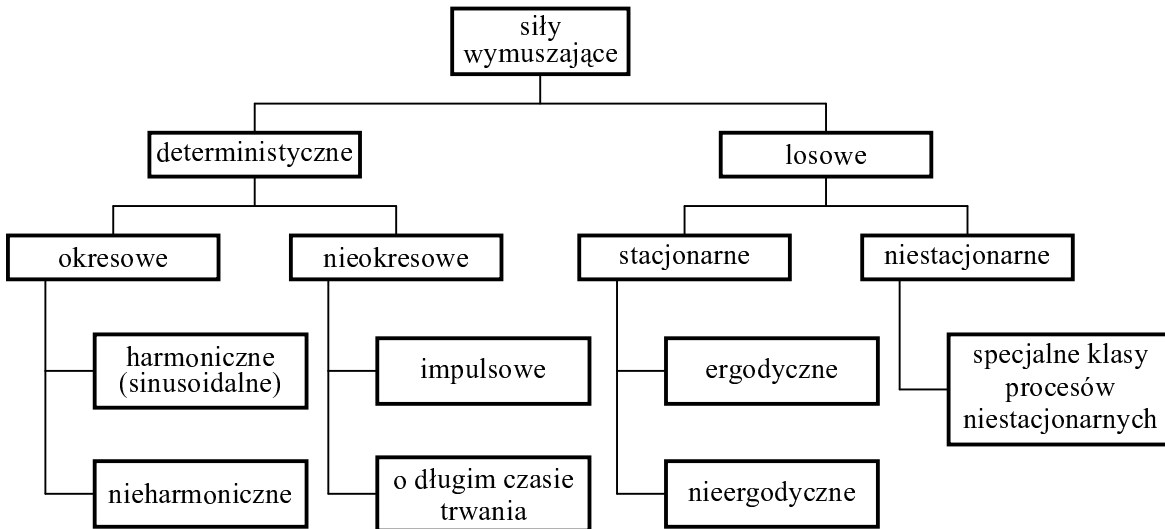 siły
wymuszające
deterministyczne
losowe
okresowe
nieokresowe
stacjonarne
niestacjonarne
harmoniczne
(sinusoidalne)
impulsowe
ergodyczne
specjalne klasy
procesów
niestacjonarnych
nieharmoniczne
o długim czasie
trwania
nieergodyczne